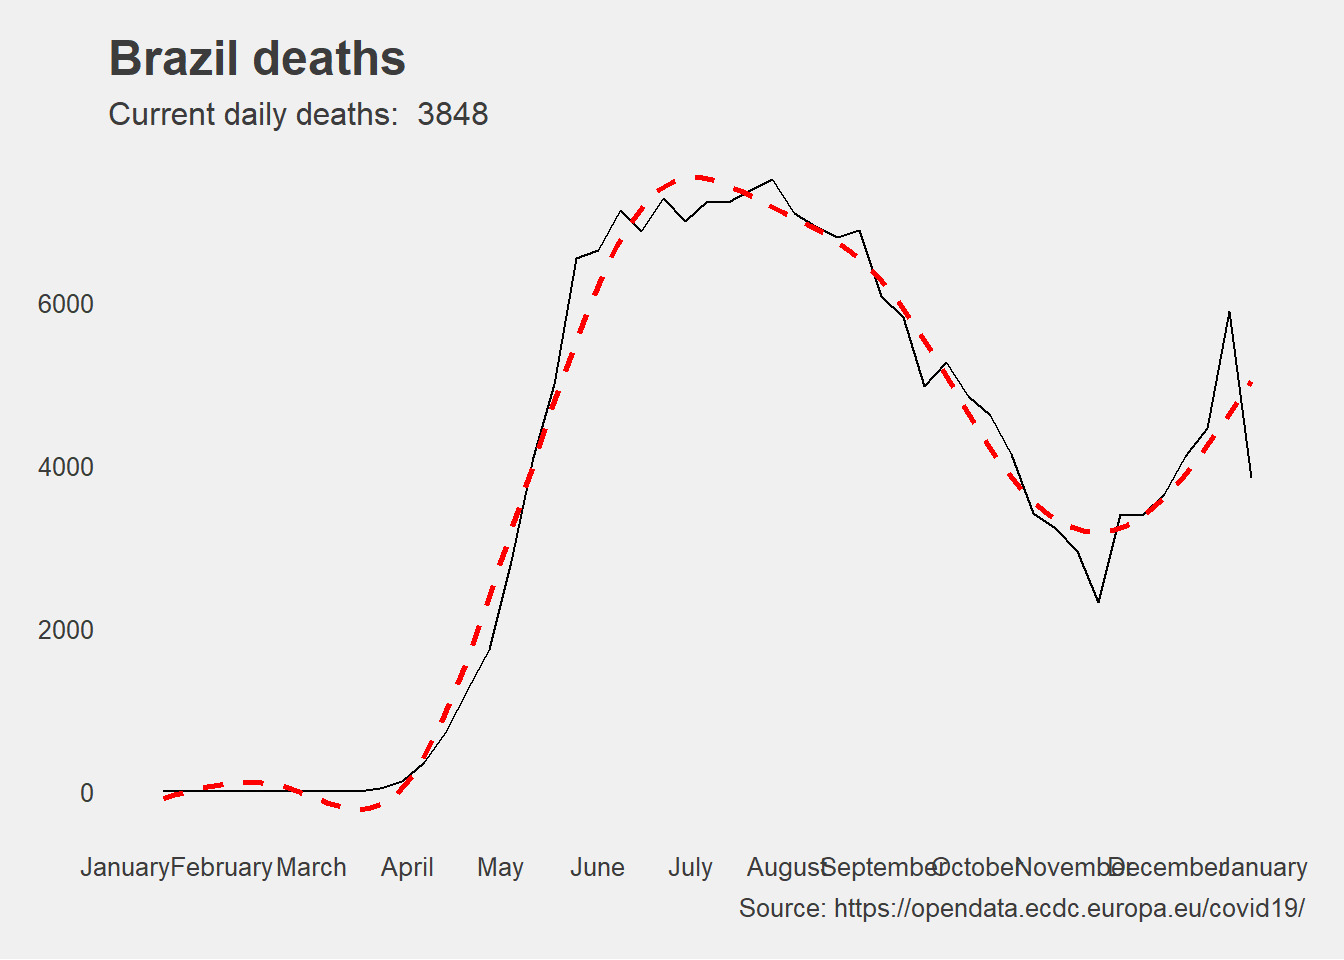 Brazil deaths
Current daily deaths:  3848
6000
4000
2000
0
January February March April May June July August September October November December January
Source: https://opendata.ecdc.europa.eu/covid19/